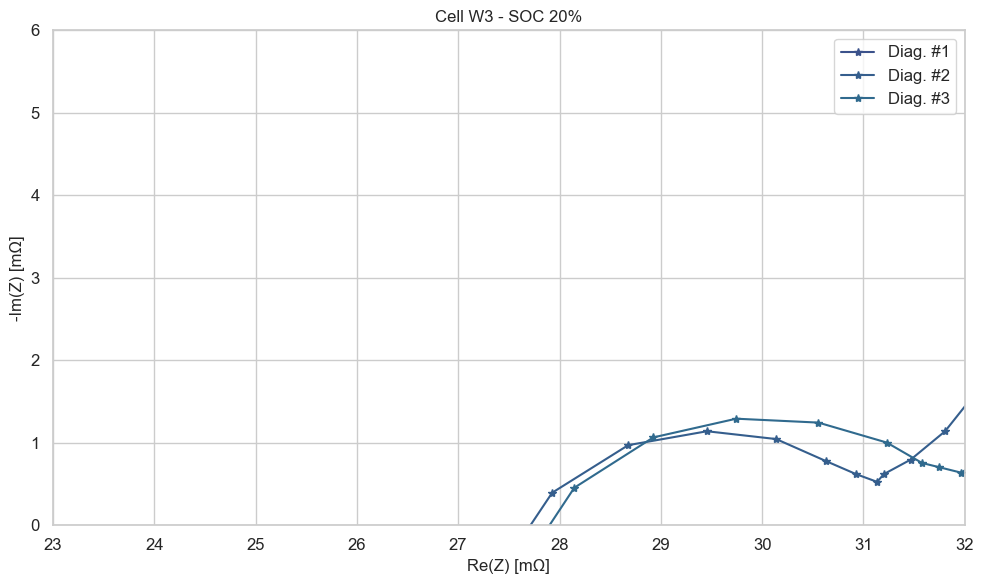 Cell W3 - SOC 20%
Diag. #1
Diag. #2
Diag. #3
6
5
4
3
2
1
0
-Im(Z) [mΩ]
23 24 25 26 27 28 29 30 31 32
Re(Z) [mΩ]